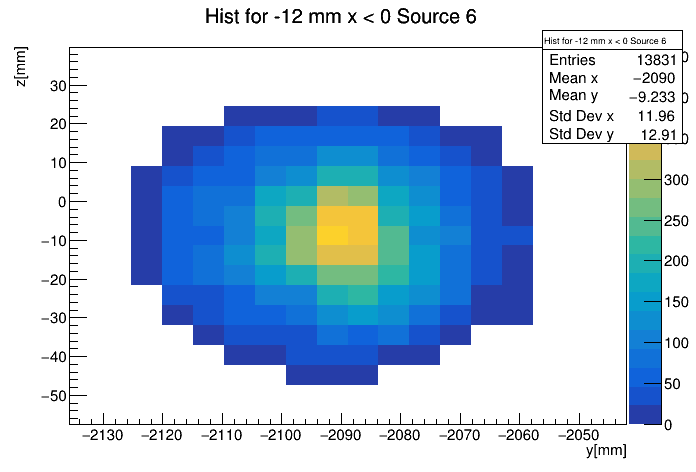 Hist for -12 mm x < 0 Source 6
Hist for -12 mm x < 0 Source 6
Entries 13831
Mean x −2090
Mean y −9.233
Std Dev x 11.96
Std Dev y 12.91
z[mm]
30
20
10
0
−10
−20
−30
−40
−50
−2130 −2120 −2110 −2100 −2090 −2080 −2070 −2060 −2050
y[mm]
300
250
200
150
100
50
0